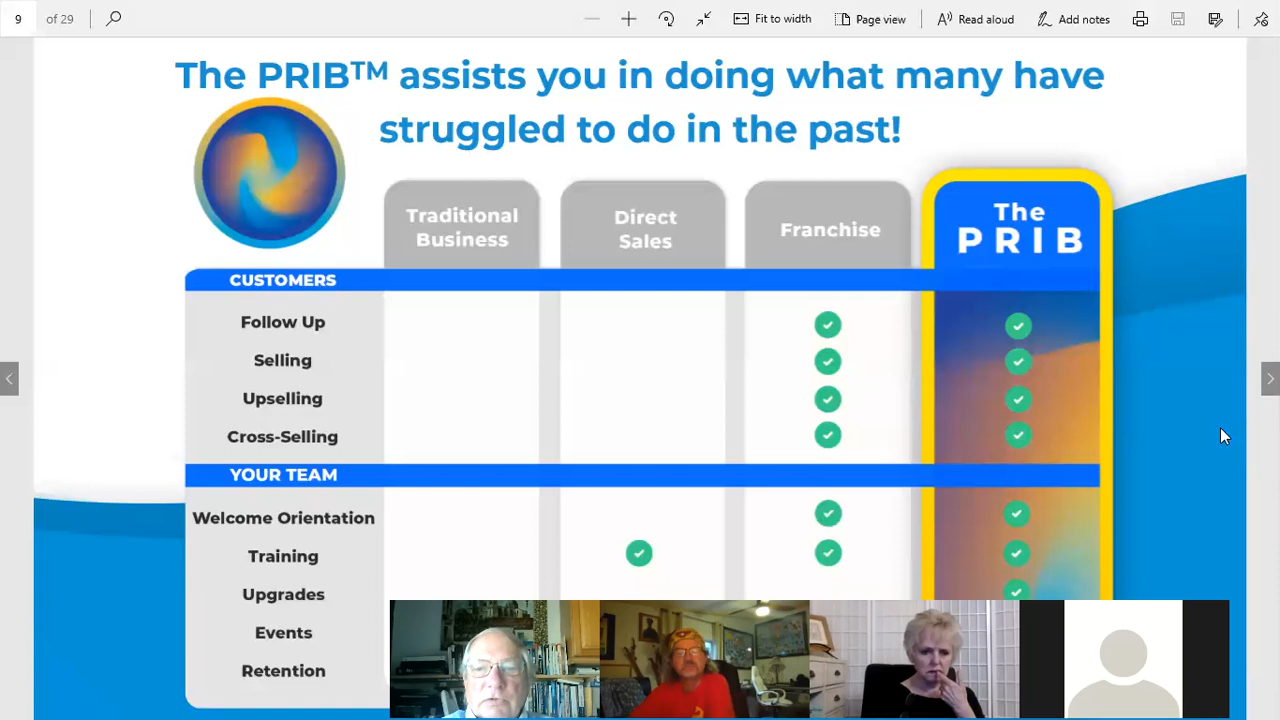 9 of 29 Fit to width Page view Read aloud Add notes
The PRIB™ assists you in doing what many have
struggled to do in the past!
Traditional
Business
Direct
Sales
Franchise
The
PRIB
CUSTOMERS
Follow Up
Selling
Upselling
Cross-Selling
YOUR TEAM
Welcome Orientation
Training
Upgrades
Events
Retention